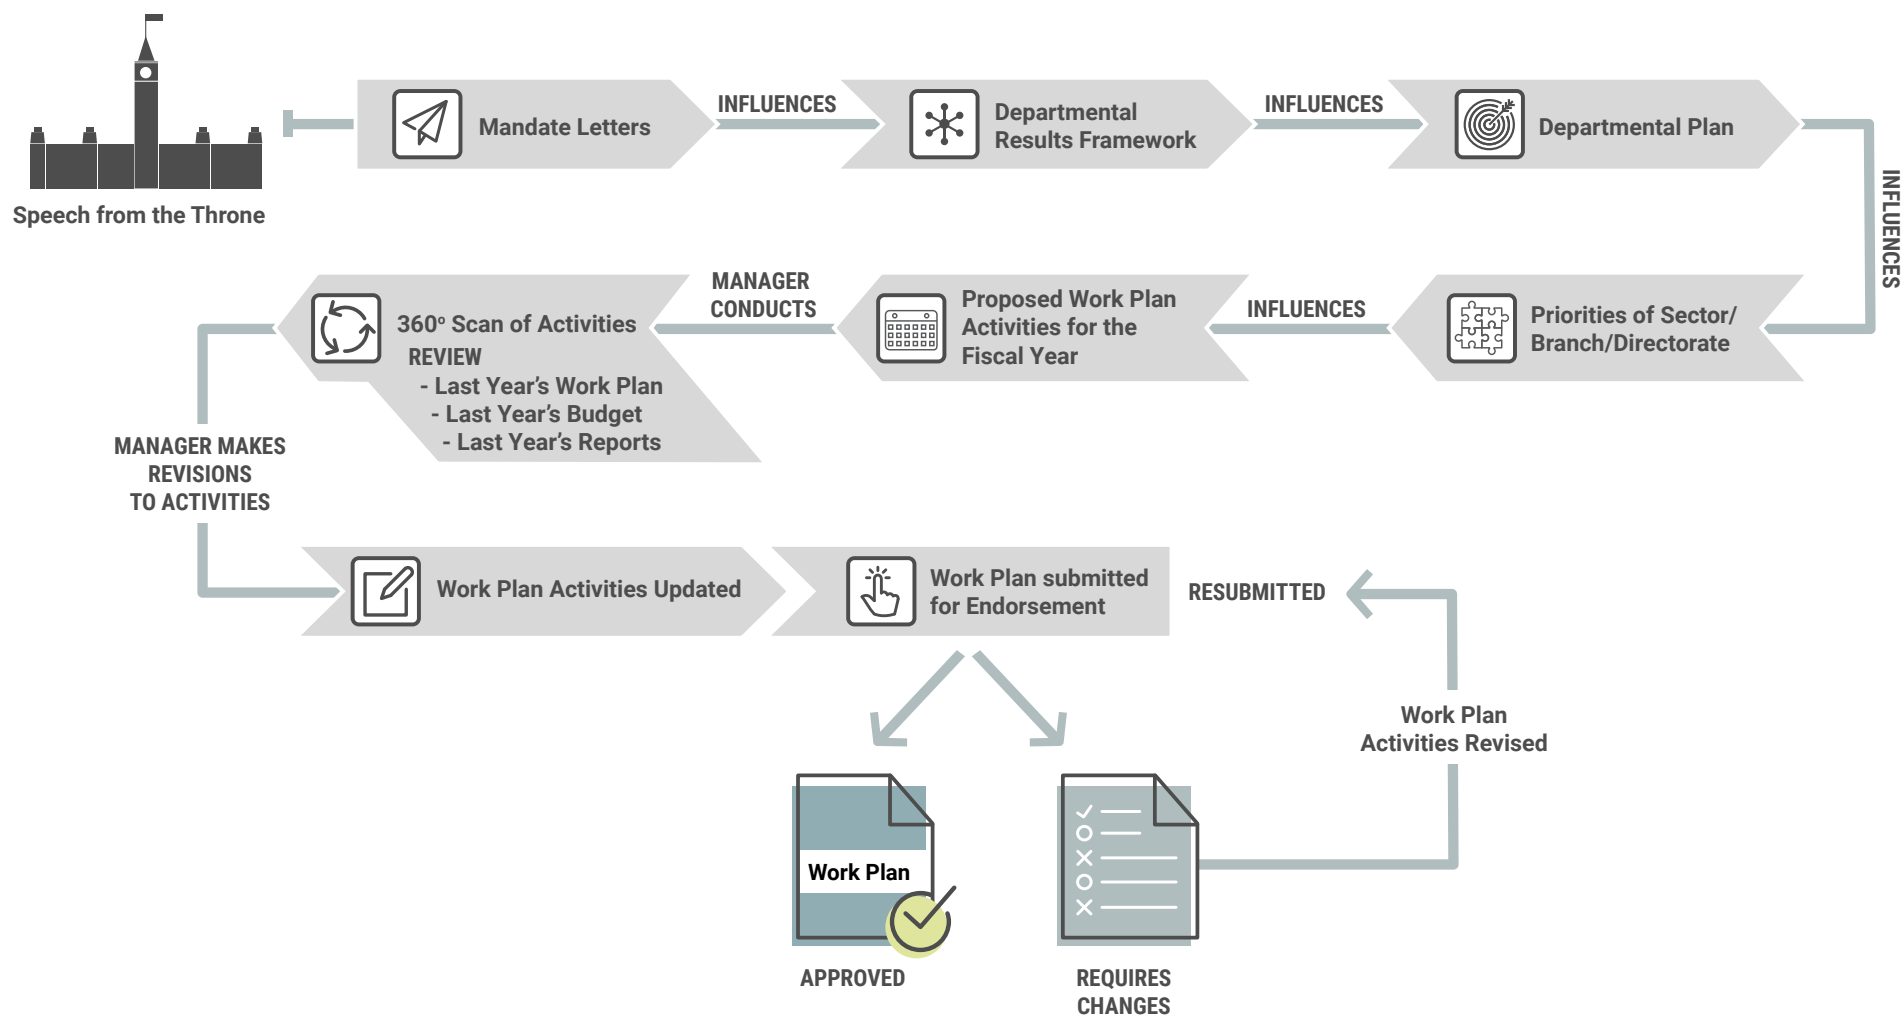 Speech from the Throne
Mandate Letters
INFLUENCES
Departmental
Results Framework
INFLUENCES
Departmental Plan
INFLUENCES
Priorities of Sector/
Branch/Directorate
INFLUENCES
Proposed Work Plan
Activities for the
Fiscal Year
MANAGER
CONDUCTS
360º Scan of Activities
REVIEW
- Last Year’s Work Plan
- Last Year’s Budget
- Last Year’s Reports
MANAGER MAKES
REVISIONS
TO ACTIVITIES
Work Plan Activities Updated
Work Plan submitted
for Endorsement
RESUBMITTED
Work Plan
Activities Revised
Work Plan
APPROVED
REQUIRES
CHANGES